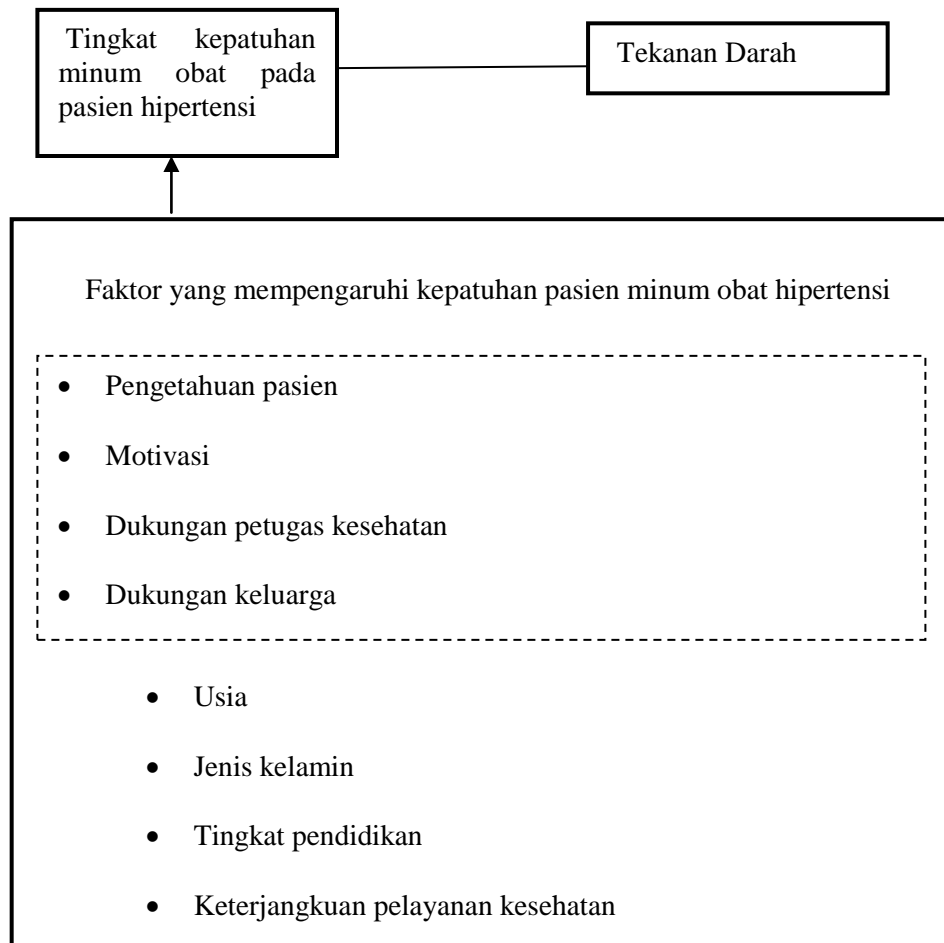 Tingkat kepatuhan
minum obat pada
pasien hipertensi
Tekanan Darah
Faktor yang mempengaruhi kepatuhan pasien minum obat hipertensi
• Pengetahuan pasien
• Motivasi
• Dukungan petugas kesehatan
• Dukungan keluarga
• Usia
• Jenis kelamin
• Tingkat pendidikan
• Keterjangkuan pelayanan kesehatan